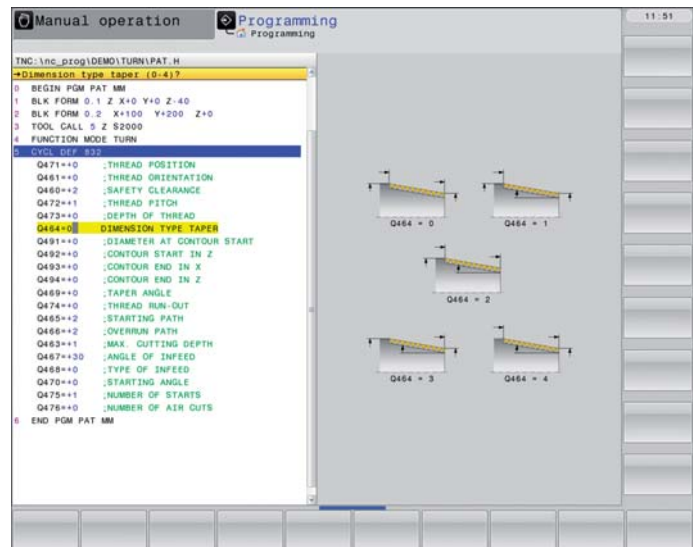 Manual operation
Programming
Programming
11:51
TNC:\nc_prog\DEMO\TURN\PAT.H
→Dimension type taper (0-4)?
0 BEGIN PGM PAT MM
1 BLK FORM 0.1 Z X+0 Y+0 Z-40
2 BLK FORM 0.2 X+100 Y+200 Z+0
3 TOOL CALL 5 Z S2000
4 FUNCTION MODE TURN
5 CYCL DEF 832
Q471=+0 ;THREAD POSITION
Q461=+0 ;THREAD ORIENTATION
Q460=+2 ;SAFETY CLEARANCE
Q472=+1 ;THREAD PITCH
Q473=+0 ;DEPTH OF THREAD
Q464=0 DIMENSION TYPE TAPER
Q491=+0 ;DIAMETER AT CONTOUR START
Q492=+0 ;CONTOUR START IN Z
Q493=+0 ;CONTOUR END IN X
Q494=+0 ;CONTOUR END IN Z
Q469=+0 ;TAPER ANGLE
Q474=+0 ;THREAD RUN-OUT
Q465=+2 ;STARTING PATH
Q466=+2 ;OVERRUN PATH
Q463=+1 ;MAX. CUTTING DEPTH
Q467=+30 ;ANGLE OF INFEED
Q468=+0 ;TYPE OF INFEED
Q470=+0 ;STARTING ANGLE
Q475=+1 ;NUMBER OF STARTS
Q476=+0 ;NUMBER OF AIR CUTS
6 END PGM PAT MM
Q464 = 0
Q464 = 1
Q464 = 2
Q464 = 3
Q464 = 4